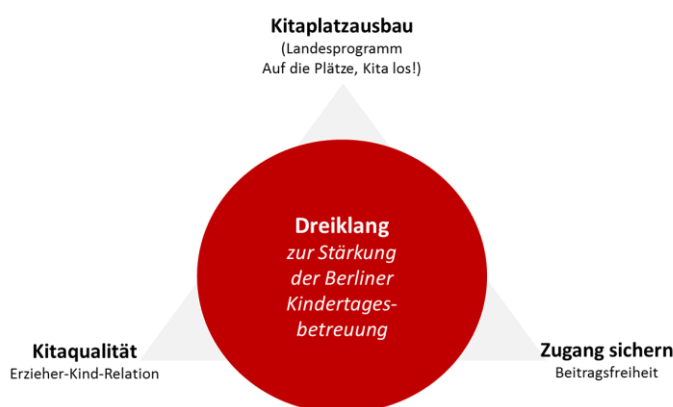 Kitaplatzausbau
(Landesprogramm
Auf die Plätze, Kita los!)
Dreiklang
zur Stärkung
der Berliner
Kindertages-
betreuung
Kitaqualität
Erzieher-Kind-Relation
Zugang sichern
Beitragsfreiheit